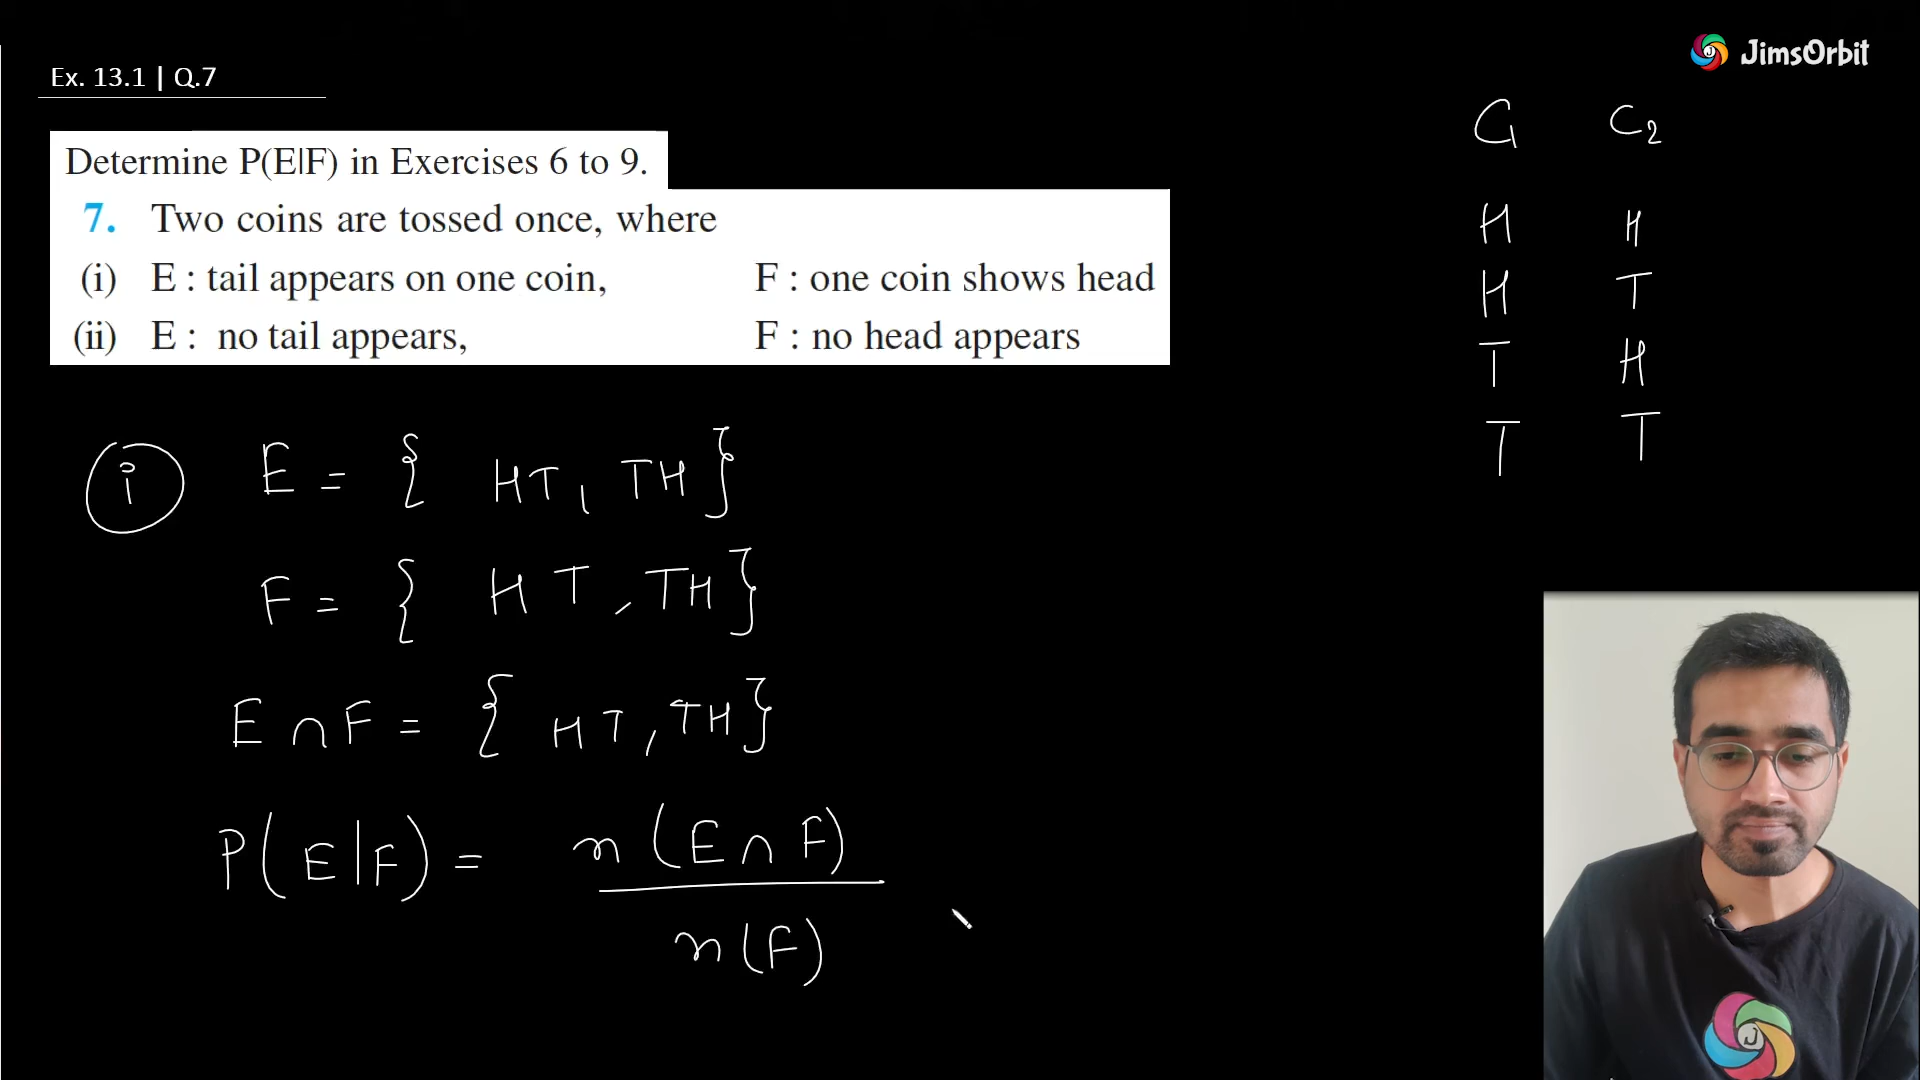 JimsOrbit
Ex. 13.1 | Q.7
Determine P(E|F) in Exercises 6 to 9.
7. Two coins are tossed once, where
(i) E : tail appears on one coin, F : one coin shows head
(ii) E : no tail appears, F : no head appears
C1 C2
H H
H T
T H
T T
i E = { HT, TH}
F = { HT, TH}
E ∩ F = { HT, TH}
P(E|F) = n(E ∩ F)
n(F)
J